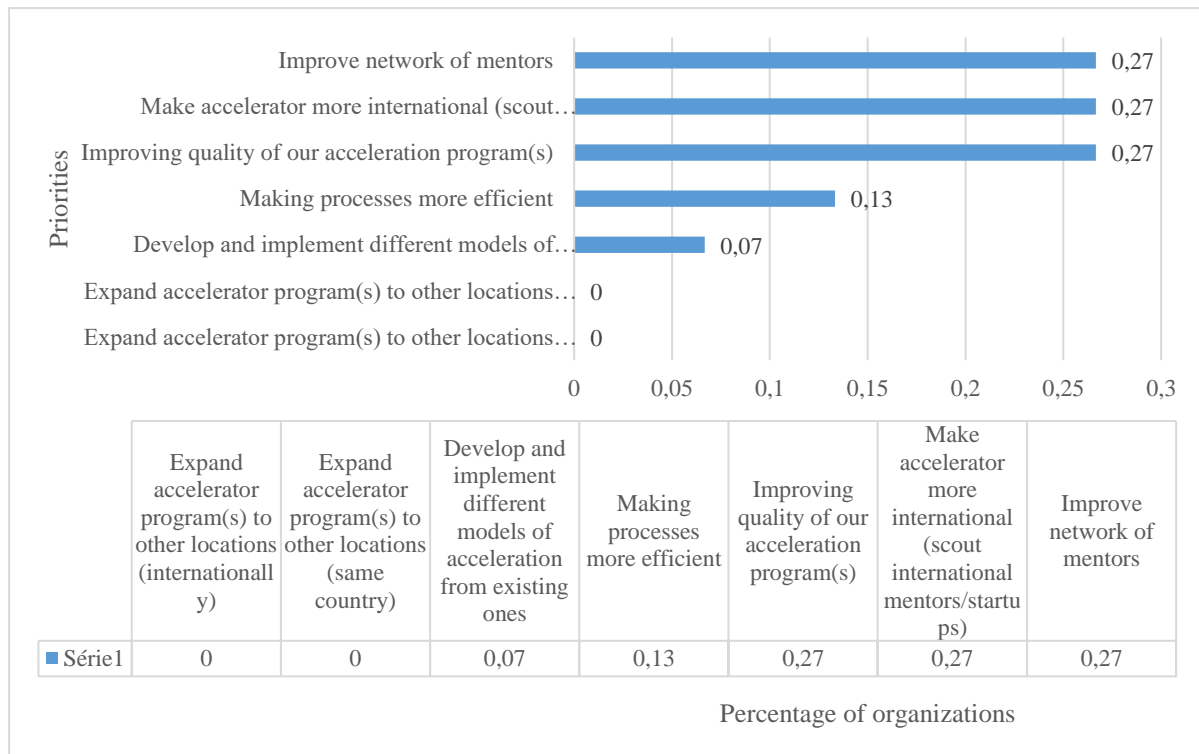 Priorities
Improve network of mentors
0,27
Make accelerator more international (scout…
0,27
Improving quality of our acceleration program(s)
0,27
Making processes more efficient
0,13
Develop and implement different models of…
0,07
Expand accelerator program(s) to other locations…
0
Expand accelerator program(s) to other locations…
0
0 0,05 0,1 0,15 0,2 0,25 0,3
Expand
accelerator
program(s) to
other locations
(internationall
y)
Expand
accelerator
program(s) to
other locations
(same
country)
Develop and
implement
different
models of
acceleration
from existing
ones
Making
processes
more efficient
Improving
quality of our
acceleration
program(s)
Make
accelerator
more
international
(scout
international
mentors/startu
ps)
Improve
network of
mentors
Série1 0 0 0,07 0,13 0,27 0,27 0,27
Percentage of organizations